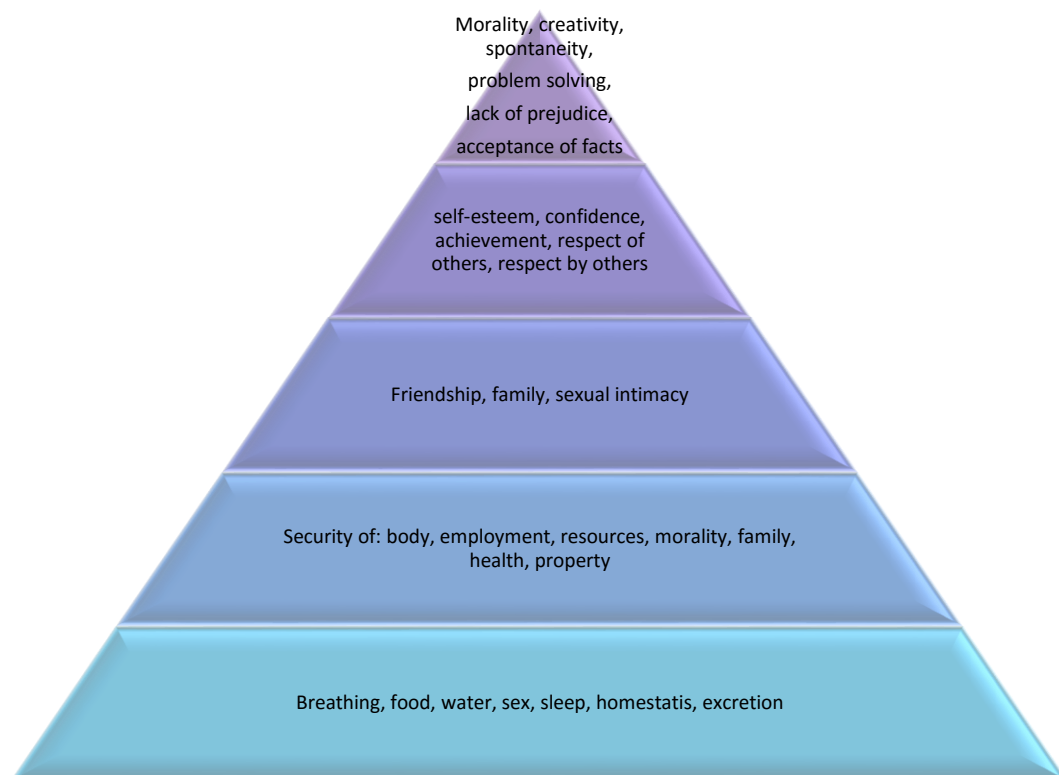 Morality, creativity,
spontaneity,
problem solving,
lack of prejudice,
acceptance of facts
self-esteem, confidence,
achievement, respect of
others, respect by others
Friendship, family, sexual intimacy
Security of: body, employment, resources, morality, family,
health, property
Breathing, food, water, sex, sleep, homestatis, excretion